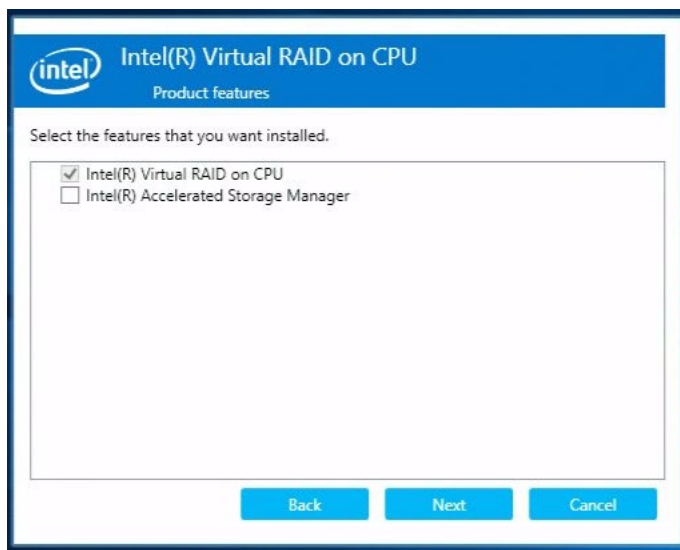 intel
Intel(R) Virtual RAID on CPU
Product features
Select the features that you want installed.
Intel(R) Virtual RAID on CPU
Intel(R) Accelerated Storage Manager
Back Next Cancel